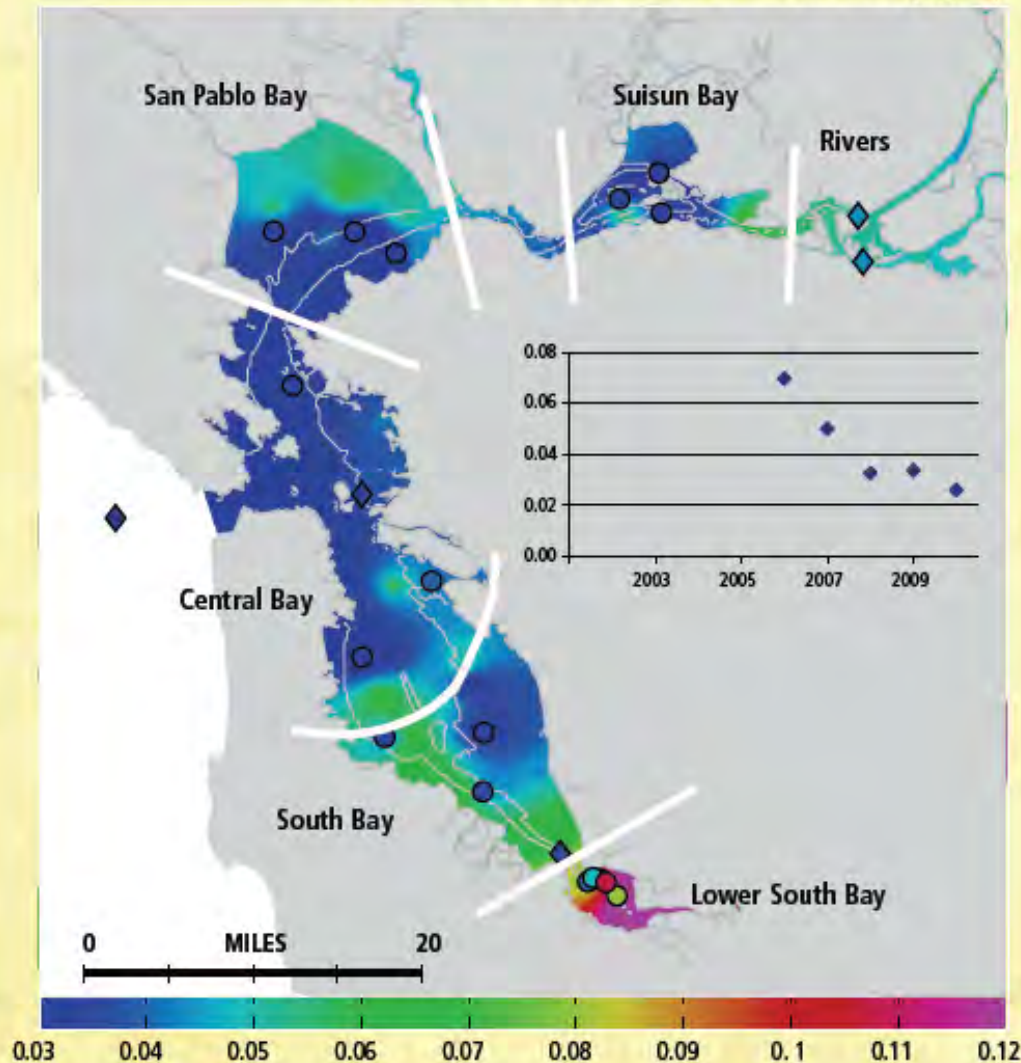 San Pablo Bay
Suisun Bay
Rivers
0.08
0.06
0.04
0.02
0.00
2003 2005 2007 2009
Central Bay
South Bay
Lower South Bay
0 MILES 20
0.03 0.04 0.05 0.06 0.07 0.08 0.09 0.1 0.11 0.12